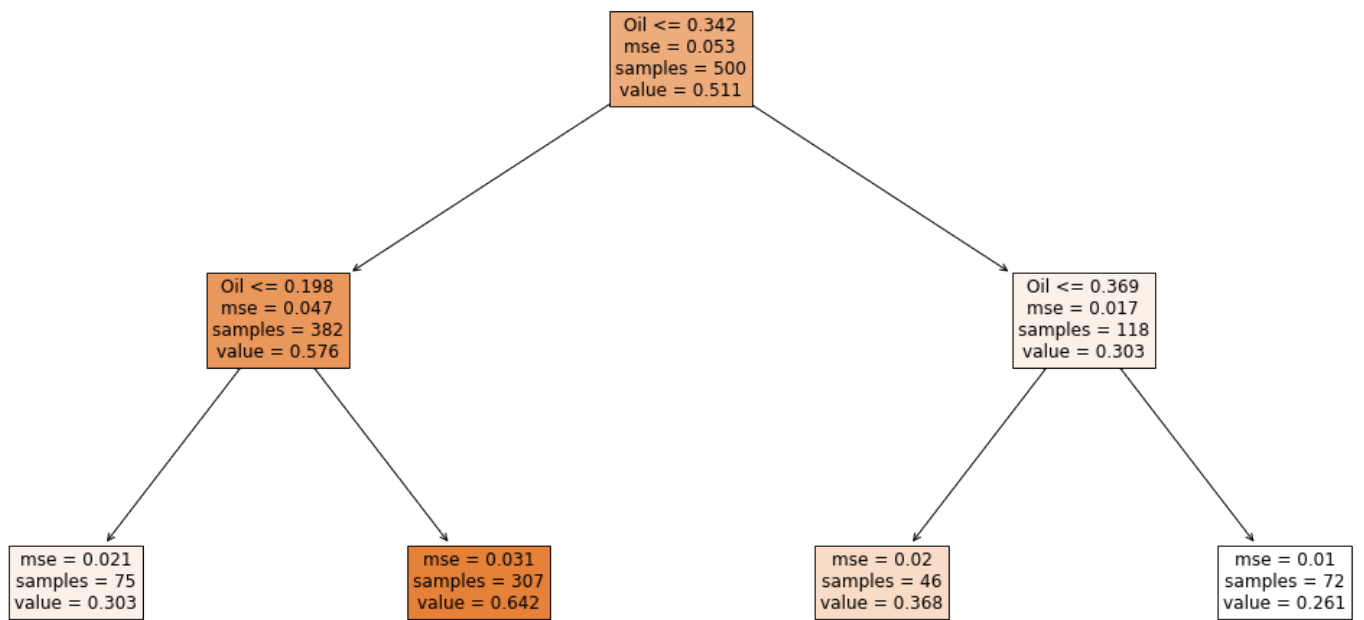 Oil <= 0.342
mse = 0.053
samples = 500
value = 0.511
Oil <= 0.198
mse = 0.047
samples = 382
value = 0.576
Oil <= 0.369
mse = 0.017
samples = 118
value = 0.303
mse = 0.021
samples = 75
value = 0.303
mse = 0.031
samples = 307
value = 0.642
mse = 0.02
samples = 46
value = 0.368
mse = 0.01
samples = 72
value = 0.261